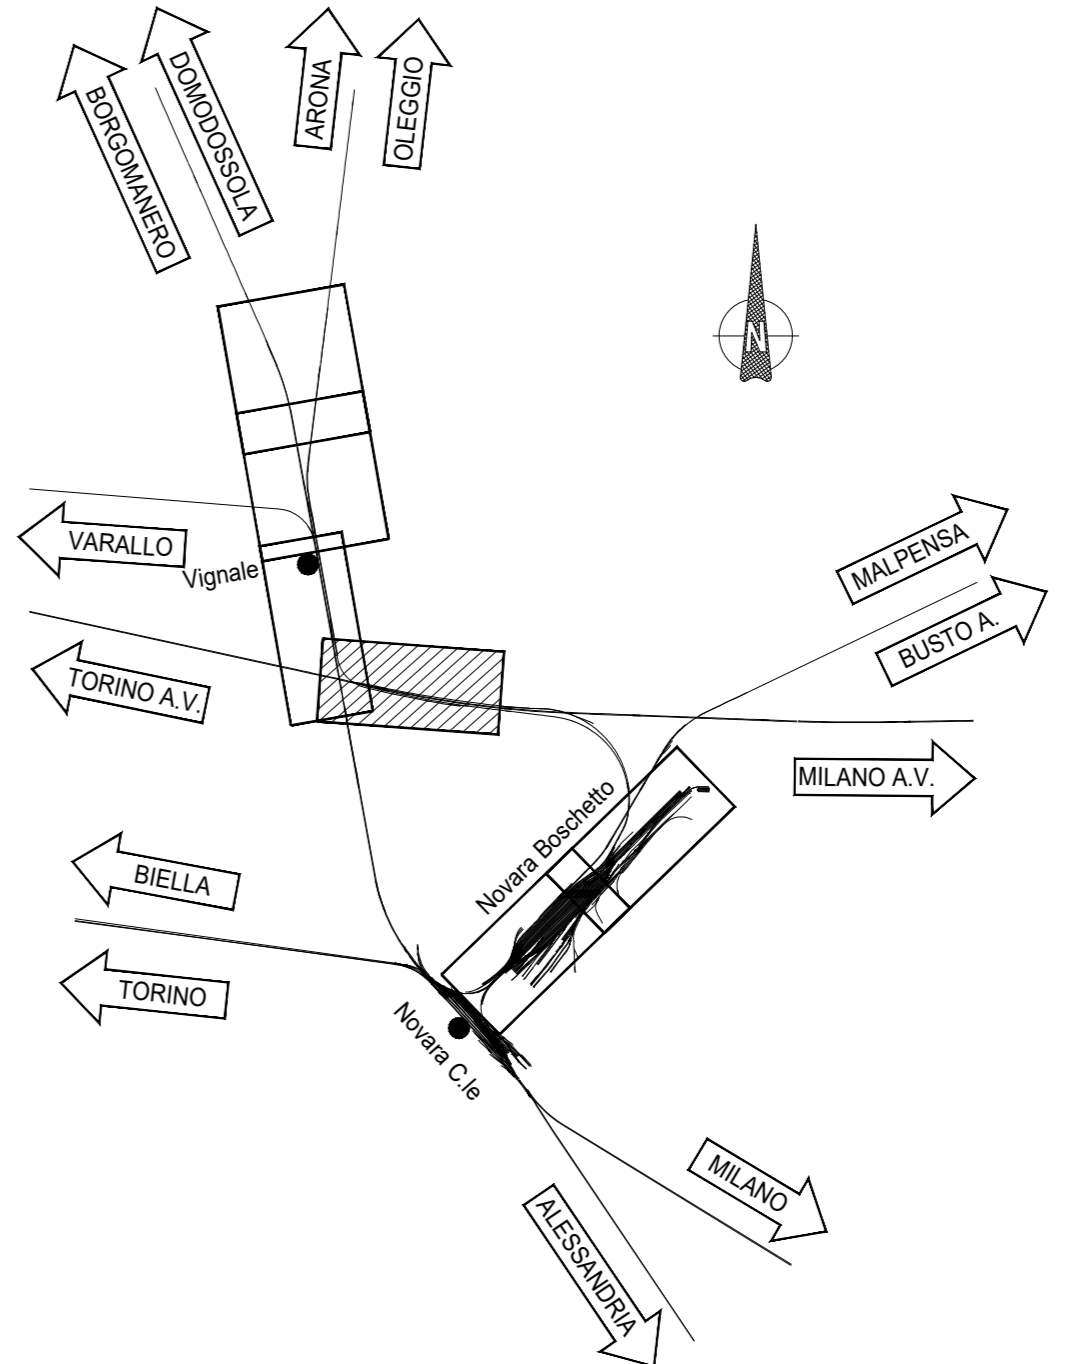 BORGOMANERO
DOMODOSSOLA
ARONA
OLEGGIO
N
VARALLO
Vignale
MALPENSA
BUSTO A.
TORINO A.V.
MILANO A.V.
Novara Boschetto
BIELLA
TORINO
Novara C.le
MILANO
ALESSANDRIA